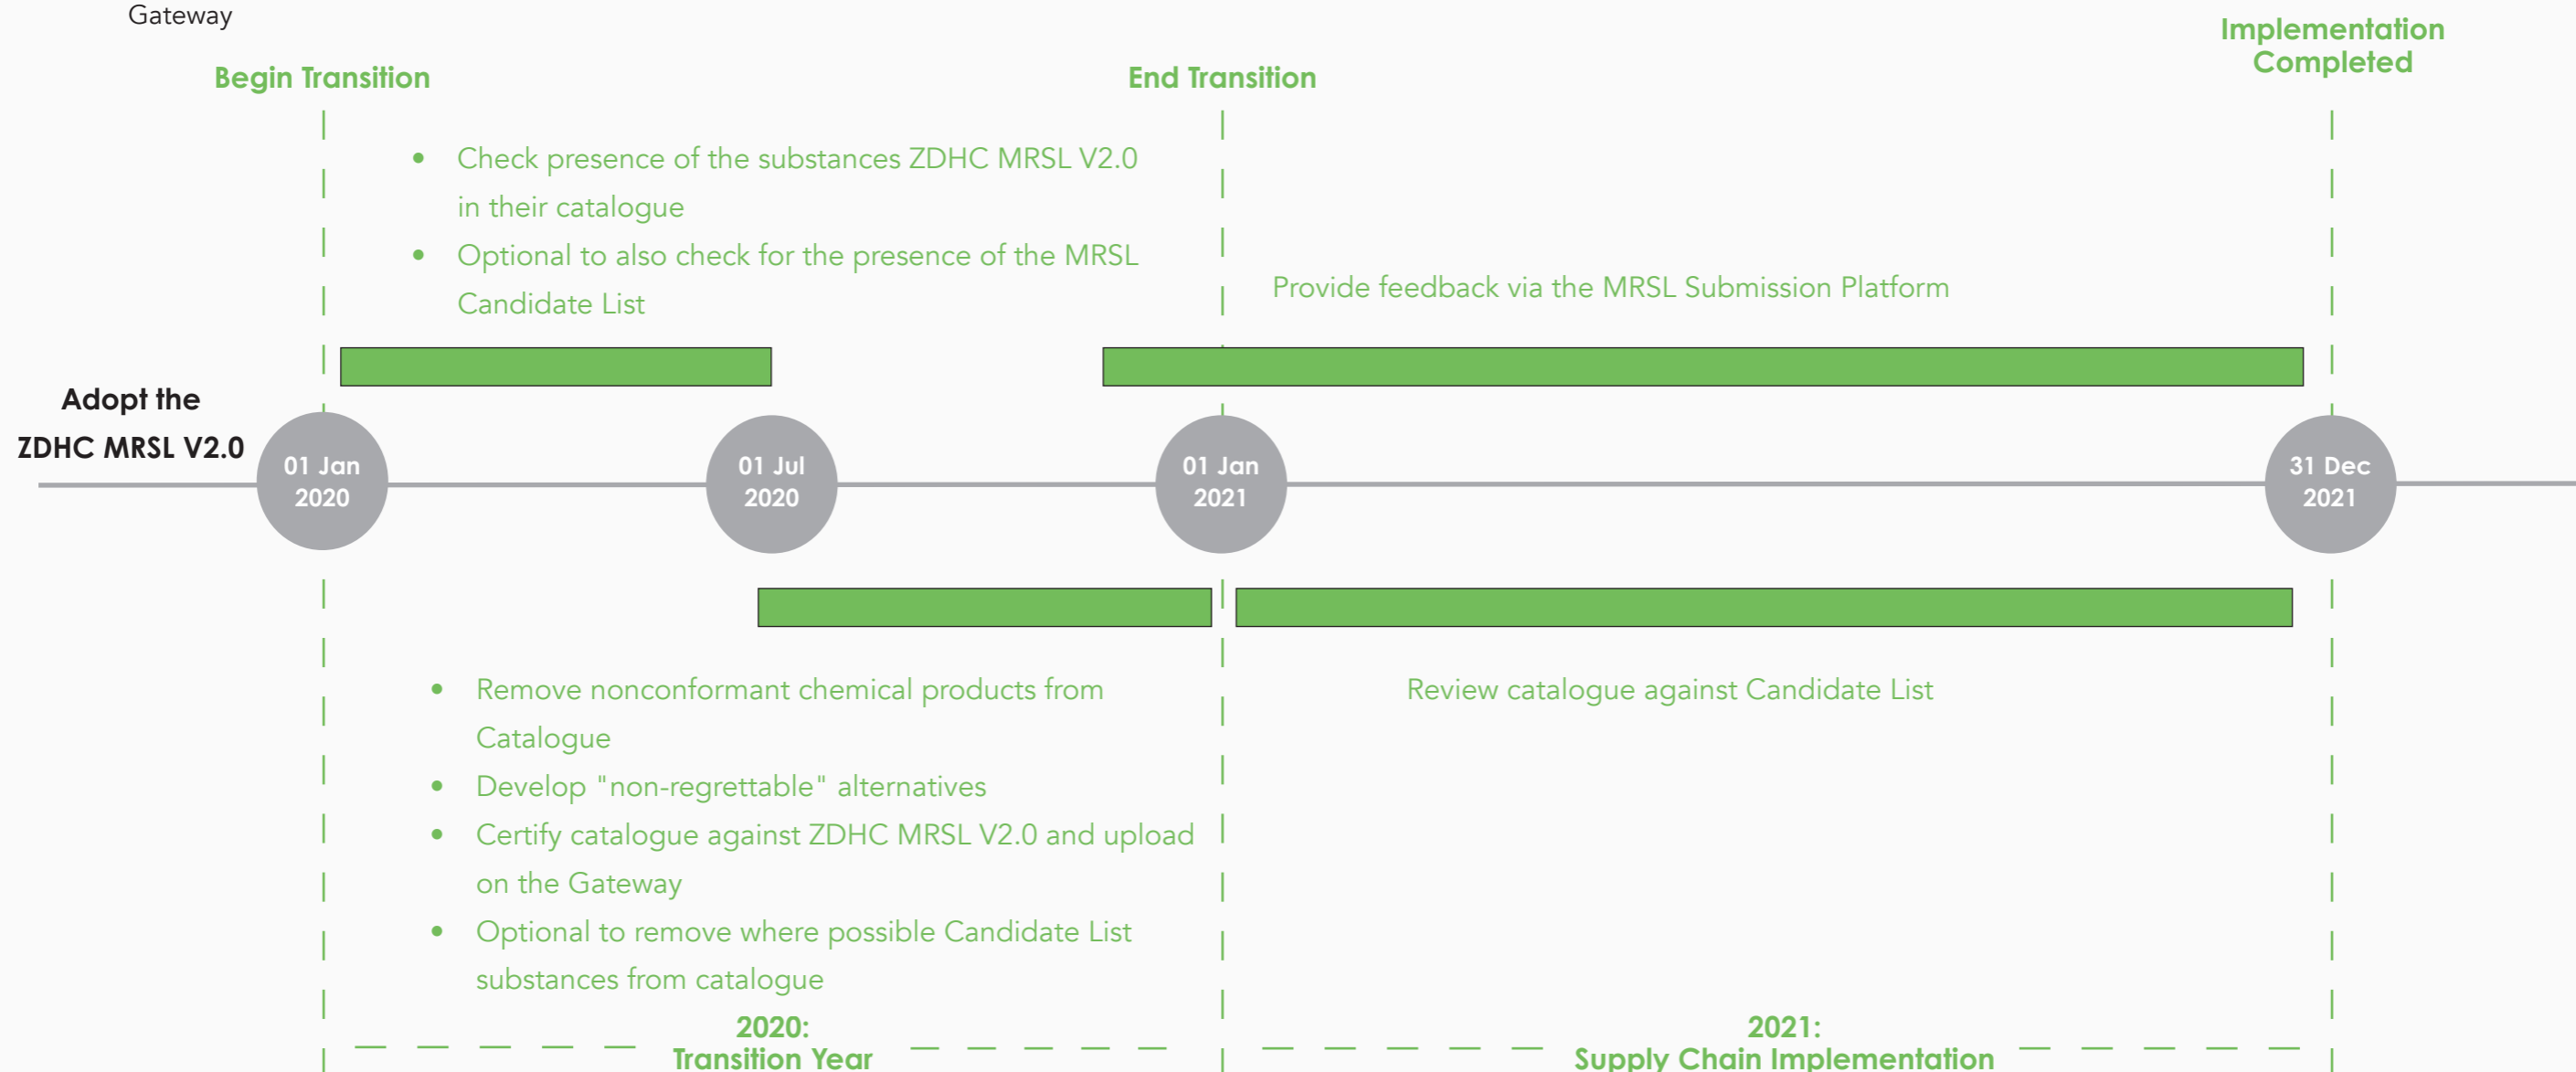 Gateway
Implementation
Completed
Begin Transition
End Transition
• Check presence of the substances ZDHC MRSL V2.0
in their catalogue
• Optional to also check for the presence of the MRSL
Candidate List
Provide feedback via the MRSL Submission Platform
Adopt the
ZDHC MRSL V2.0
01 Jan
2020
01 Jul
2020
01 Jan
2021
31 Dec
2021
• Remove nonconformant chemical products from
Catalogue
• Develop "non-regrettable" alternatives
• Certify catalogue against ZDHC MRSL V2.0 and upload
on the Gateway
• Optional to remove where possible Candidate List
substances from catalogue
Review catalogue against Candidate List
2020:
Transition Year
2021:
Supply Chain Implementation